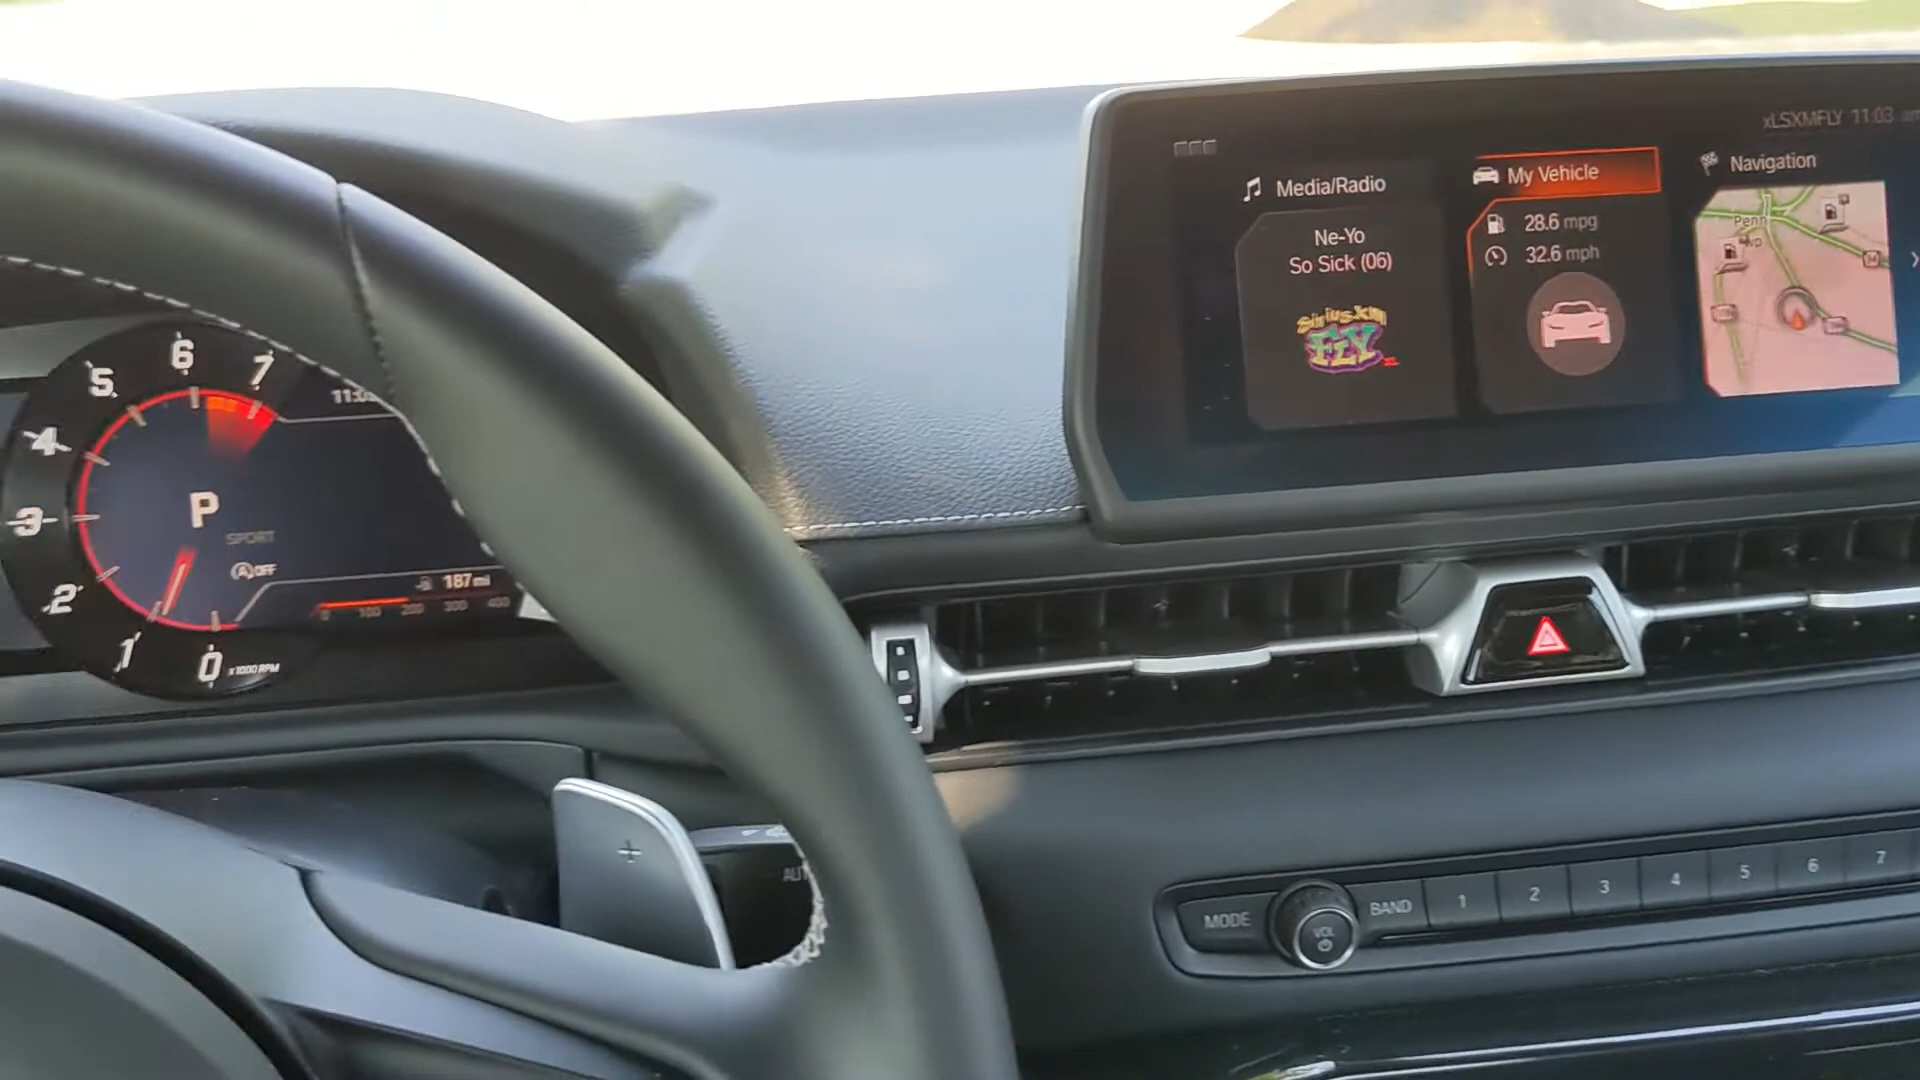 xLSXMFLY 11:03 am
Media/Radio
Ne-Yo
So Sick (06)
SiriusXM
FLY
My Vehicle
28.6 mpg
32.6 mph
Navigation
Penn
7
6
5
4
3
2
1
0
x1000 RPM
P
SPORT
A OFF
187 mi
0 100 200 300 400
+
MODE
VOL
BAND
1
2
3
4
5
6
7